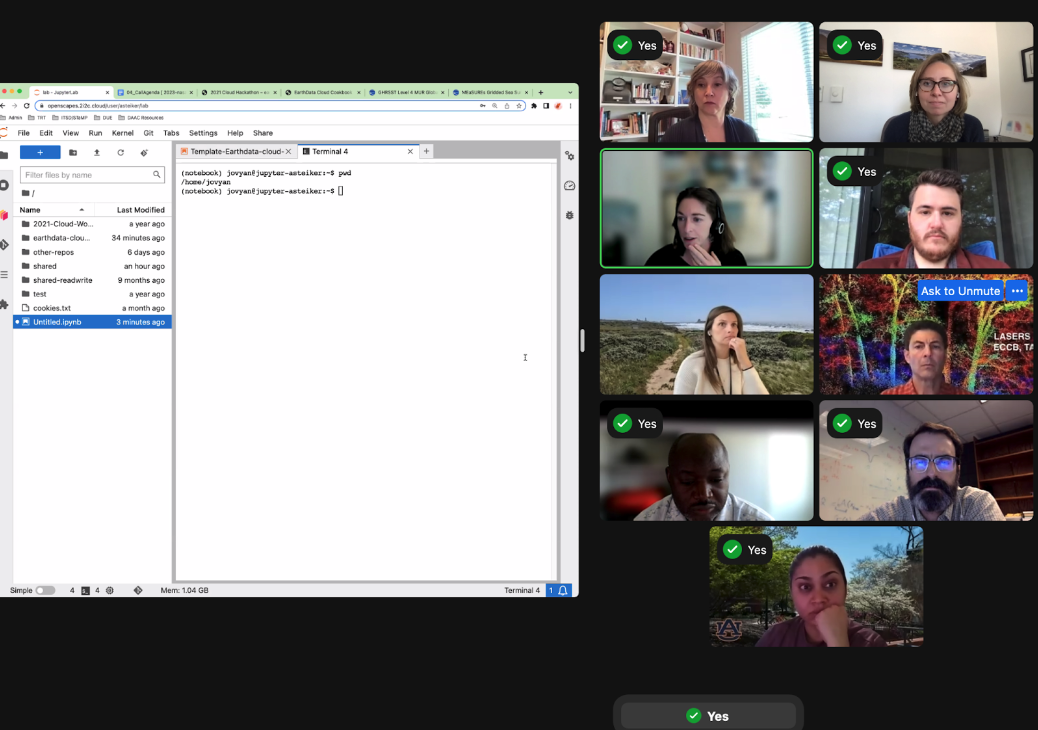 lab - JupyterLab
04_CallAgenda | 2023-no
2021 Cloud Hackathon
EarthData Cloud Cookbook
GHRSST Level 4 MUR Glob
openscapes.2i2c.cloud/user/asteiker/lab
Admin
TRT
DUE
DAAC Resources
File Edit View Run Kernel Git Tabs Settings Help Share
Template-Earthdata-cloud-
Terminal 4
Filter files by name
/
Name Last Modified
2021-Cloud-Wo... a year ago
earthdata-clou... 34 minutes ago
other-repos 6 days ago
shared an hour ago
shared-readwrite 9 months ago
test a year ago
cookies.txt a month ago
Untitled.ipynb 3 minutes ago
(notebook) jovyan@jupyter-asteiker:~$ pwd
/home/jovyan
(notebook) jovyan@jupyter-asteiker:~$
Simple 4 4 Mem: 1.04 GB Terminal 4 1
Yes
Yes
Yes
Ask to Unmute
LASERS
ECCB, TA
Yes
Yes
Yes
Yes